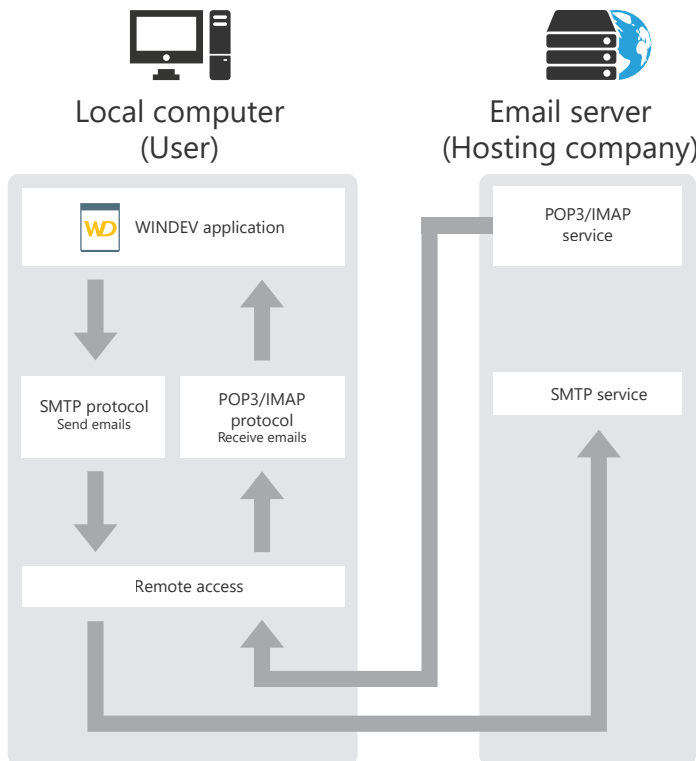 Local computer
(User)
Email server
(Hosting company)
WD
WINDEV application
POP3/IMAP
service
SMTP protocol
Send emails
POP3/IMAP
protocol
Receive emails
SMTP service
Remote access